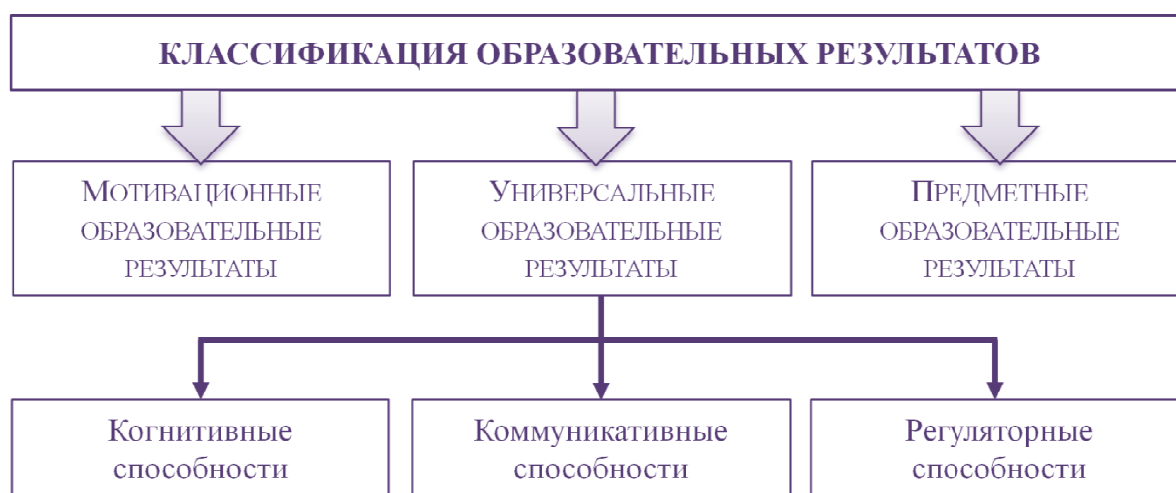 КЛАССИФИКАЦИЯ ОБРАЗОВАТЕЛЬНЫХ РЕЗУЛЬТАТОВ
МОТИВАЦИОННЫЕ
ОБРАЗОВАТЕЛЬНЫЕ
РЕЗУЛЬТАТЫ
УНИВЕРСАЛЬНЫЕ
ОБРАЗОВАТЕЛЬНЫЕ
РЕЗУЛЬТАТЫ
ПРЕДМЕТНЫЕ
ОБРАЗОВАТЕЛЬНЫЕ
РЕЗУЛЬТАТЫ
Когнитивные
способности
Коммуникативные
способности
Регуляторные
способности